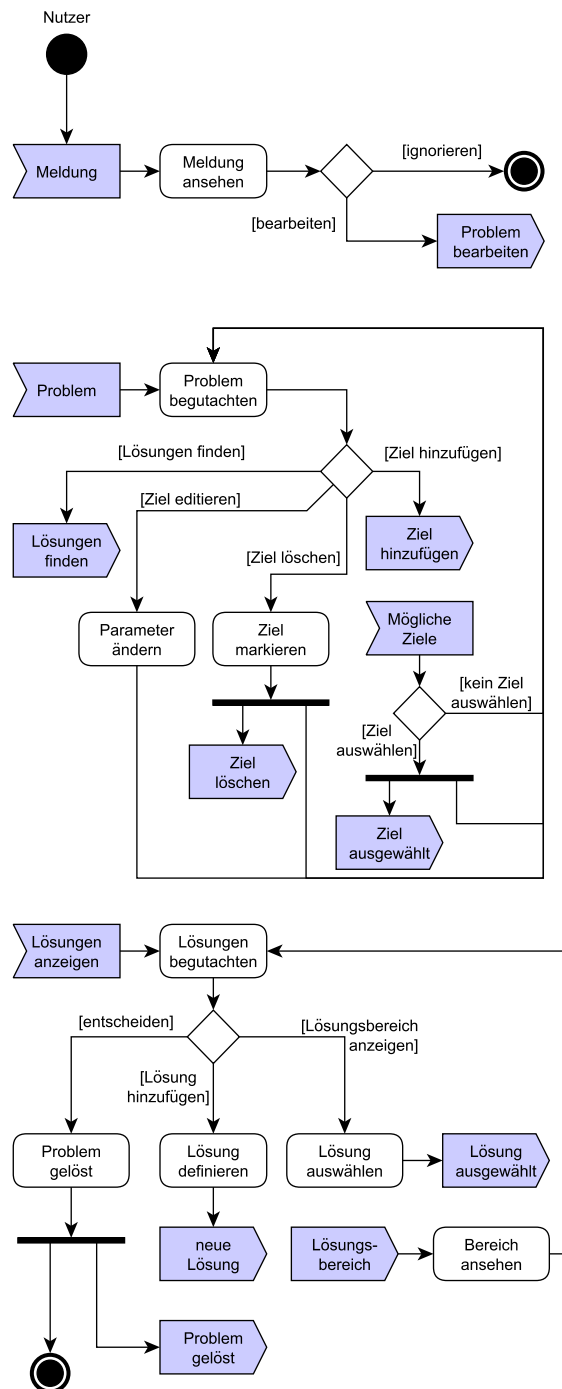 Nutzer
Meldung
Meldung
ansehen
[ignorieren]
[bearbeiten]
Problem
bearbeiten
Problem
Problem
begutachten
[Lösungen finden]
[Ziel hinzufügen]
[Ziel editieren]
Lösungen
finden
Ziel
hinzufügen
[Ziel löschen]
Parameter
ändern
Ziel
markieren
Mögliche
Ziele
[kein Ziel
auswählen]
[Ziel
auswählen]
Ziel
löschen
Ziel
ausgewählt
Lösungen
anzeigen
Lösungen
begutachten
[entscheiden]
[Lösungsbereich
anzeigen]
[Lösung
hinzufügen]
Problem
gelöst
Lösung
definieren
Lösung
auswählen
Lösung
ausgewählt
neue
Lösung
Lösungs-
bereich
Bereich
ansehen
Problem
gelöst